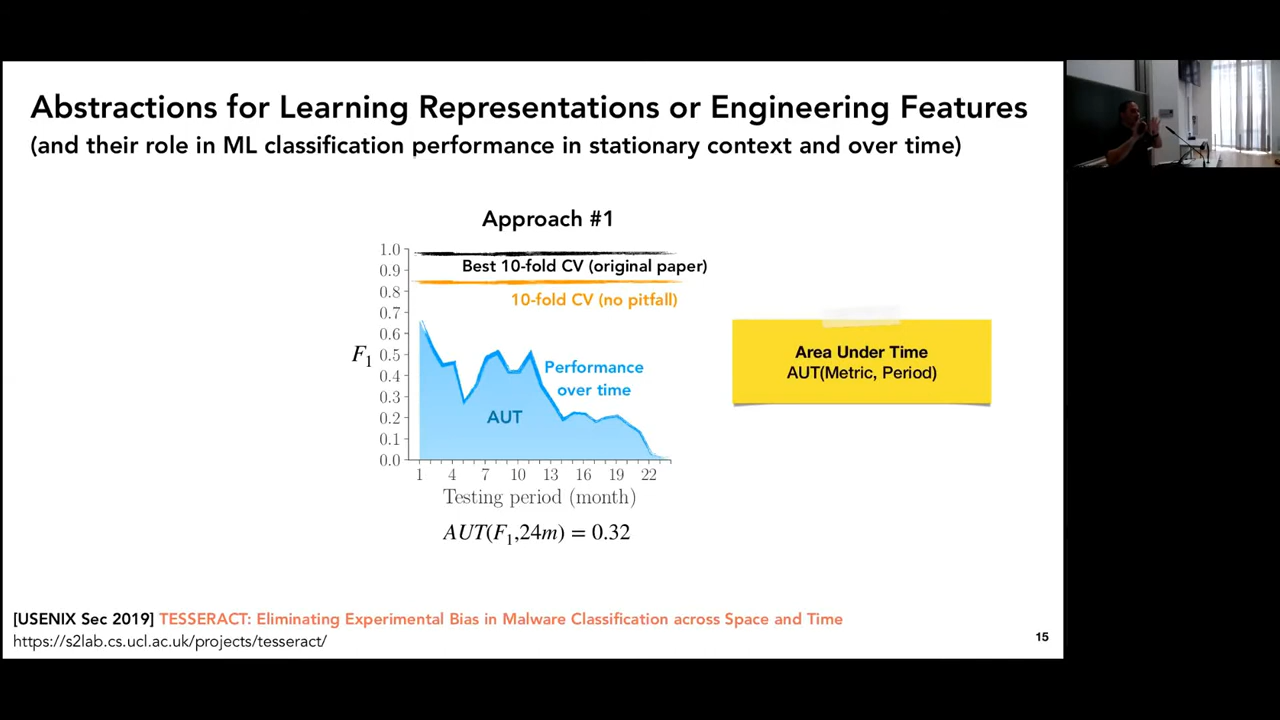 Abstractions for Learning Representations or Engineering Features
(and their role in ML classification performance in stationary context and over time)
Approach #1
1.0
0.9
0.8
0.7
0.6
0.5
0.4
0.3
0.2
0.1
0.0
F1
Best 10-fold CV (original paper)
10-fold CV (no pitfall)
Performance
over time
AUT
1 4 7 10 13 16 19 22
Testing period (month)
AUT(F1,24m) = 0.32
Area Under Time
AUT(Metric, Period)
[USENIX Sec 2019] TESSERACT: Eliminating Experimental Bias in Malware Classification across Space and Time
https://s2lab.cs.ucl.ac.uk/projects/tesseract/
15